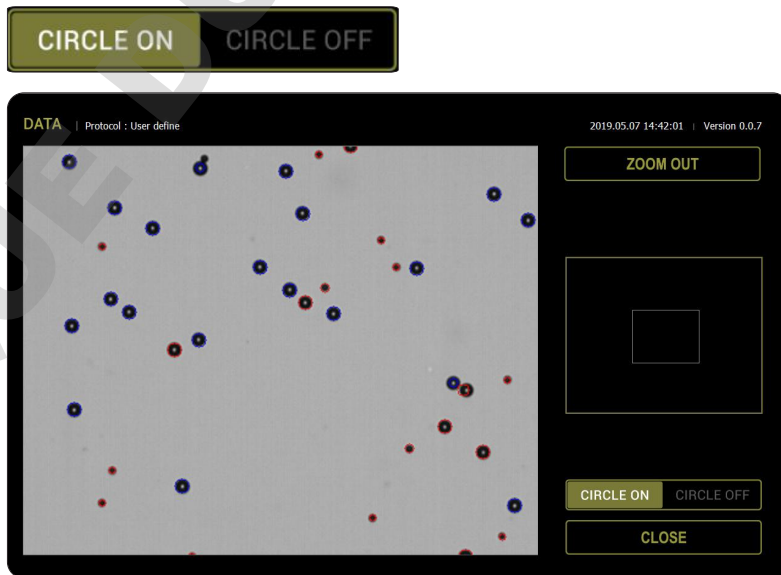 CIRCLE ON CIRCLE OFF
DATA | Protocol : User define 2019.05.07 14:42:01 | Version 0.0.7
ZOOM OUT
CIRCLE ON CIRCLE OFF
CLOSE